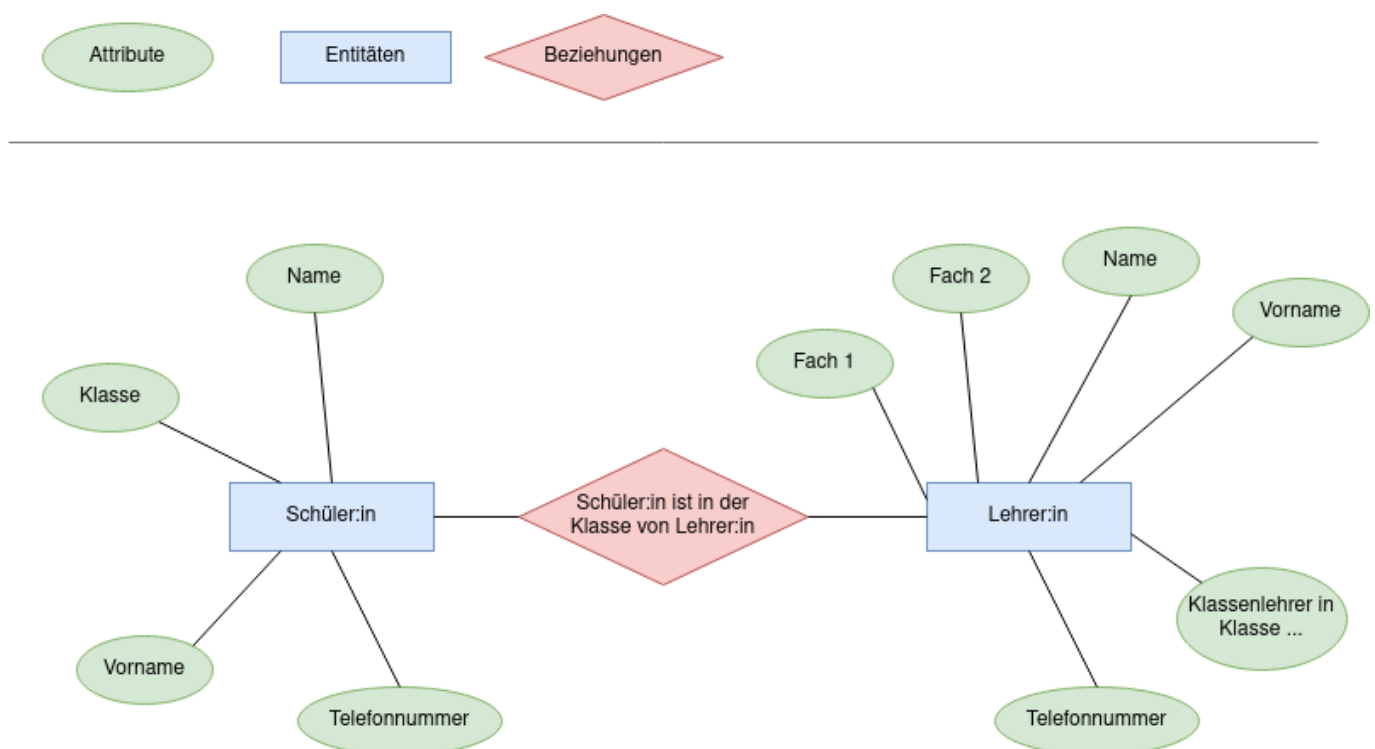 Attribute
Entitäten
Beziehungen
Name
Klasse
Schüler:in
Vorname
Telefonnummer
Schüler:in ist in der
Klasse von Lehrer:in
Fach 1
Fach 2
Name
Vorname
Lehrer:in
Klassenlehrer in
Klasse ...
Telefonnummer